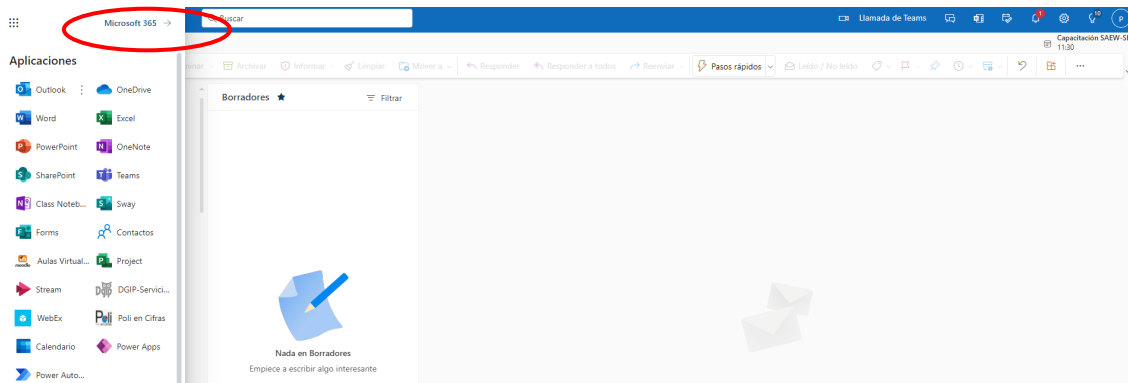 Microsoft 365 →
Buscar
Llamada de Teams
1
10
P
Capacitación SAEW-SI
11:30
Archivar
Informar
Limpiar
Mover a
Responder
Responder a todos
Reenviar
Pasos rápidos
Leído / No leído
Aplicaciones
Outlook
OneDrive
Word
Excel
PowerPoint
OneNote
SharePoint
Teams
Class Noteb...
Sway
Forms
Contactos
Aulas Virtual...
Project
Stream
DGIP-Servici...
WebEx
Poli en Cifras
Calendario
Power Apps
Power Auto...
Borradores
Filtrar
Nada en Borradores
Empiece a escribir algo interesante